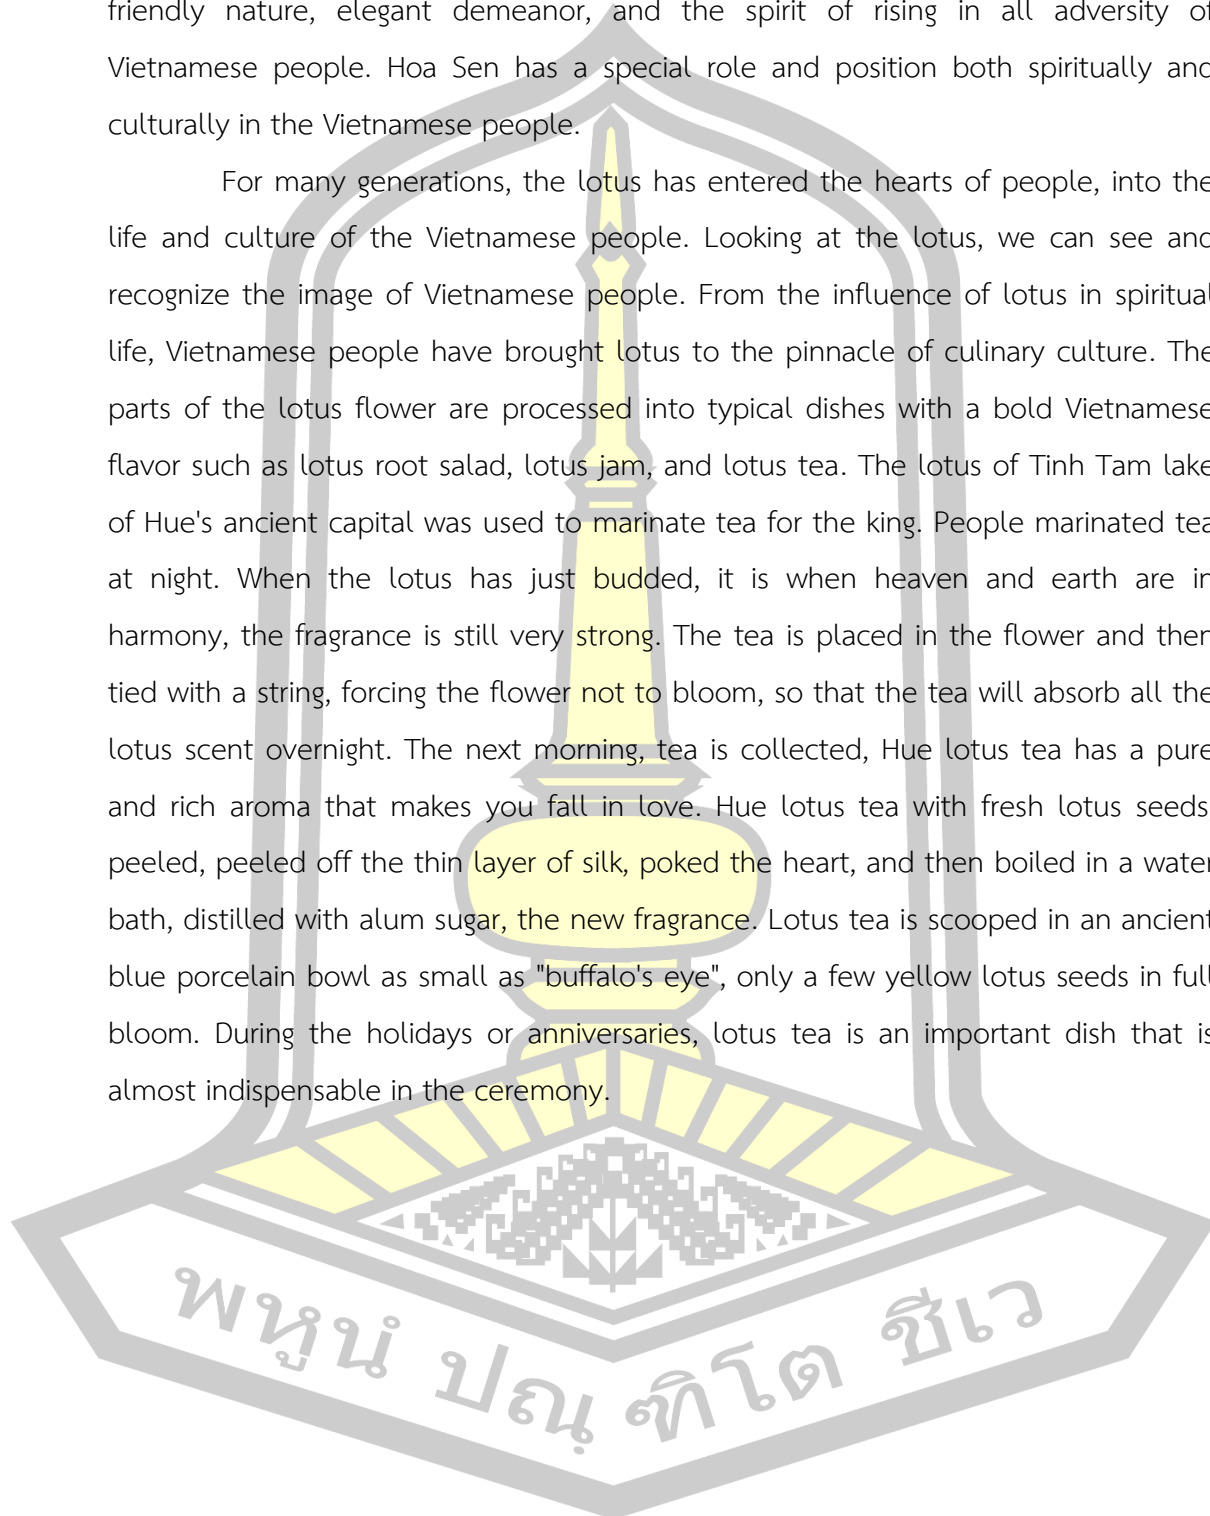 friendly nature, elegant demeanor, and the spirit of rising in all adversity of
Vietnamese people. Hoa Sen has a special role and position both spiritually and
culturally in the Vietnamese people.
For many generations, the lotus has entered the hearts of people, into the
life and culture of the Vietnamese people. Looking at the lotus, we can see and
recognize the image of Vietnamese people. From the influence of lotus in spiritual
life, Vietnamese people have brought lotus to the pinnacle of culinary culture. The
parts of the lotus flower are processed into typical dishes with a bold Vietnamese
flavor such as lotus root salad, lotus jam, and lotus tea. The lotus of Tinh Tam lake
of Hue's ancient capital was used to marinate tea for the king. People marinated tea
at night. When the lotus has just budded, it is when heaven and earth are in
harmony, the fragrance is still very strong. The tea is placed in the flower and then
tied with a string, forcing the flower not to bloom, so that the tea will absorb all the
lotus scent overnight. The next morning, tea is collected, Hue lotus tea has a pure
and rich aroma that makes you fall in love. Hue lotus tea with fresh lotus seeds
peeled, peeled off the thin layer of silk, poked the heart, and then boiled in a water
bath, distilled with alum sugar, the new fragrance. Lotus tea is scooped in an ancient
blue porcelain bowl as small as "buffalo's eye", only a few yellow lotus seeds in full
bloom. During the holidays or anniversaries, lotus tea is an important dish that is
almost indispensable in the ceremony.
พหูนํ ปณฺฑิโต ชีเว